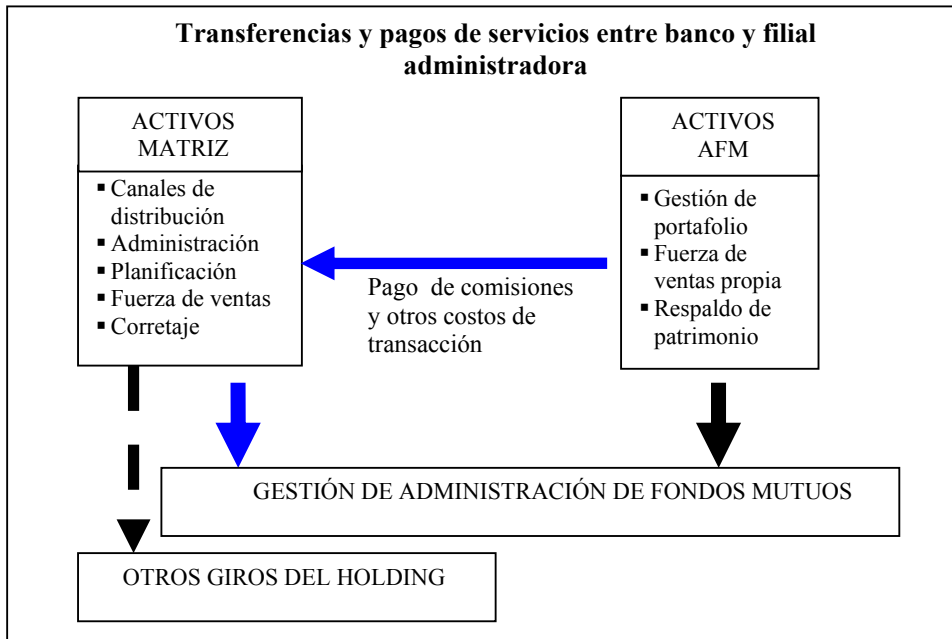 Transferencias y pagos de servicios entre banco y filial
administradora
ACTIVOS
MATRIZ
▪ Canales de
distribución
▪ Administración
▪ Planificación
▪ Fuerza de ventas
▪ Corretaje
Pago de comisiones
y otros costos de
transacción
ACTIVOS
AFM
▪ Gestión de
portafolio
▪ Fuerza de
ventas propia
▪ Respaldo de
patrimonio
GESTIÓN DE ADMINISTRACIÓN DE FONDOS MUTUOS
OTROS GIROS DEL HOLDING